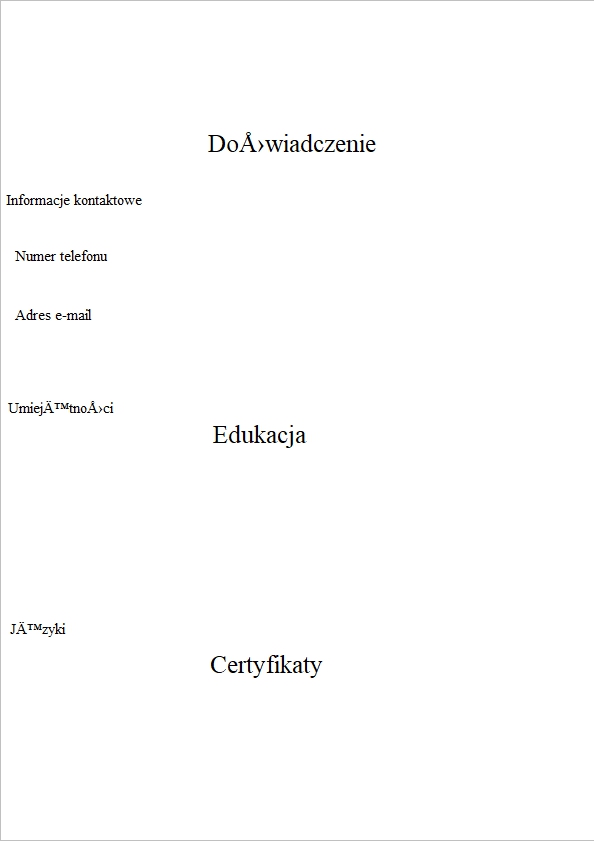 DoÅ›wiadczenie
Informacje kontaktowe
Numer telefonu
Adres e-mail
UmiejÄ™tnoÅ›ci
Edukacja
JÄ™zyki
Certyfikaty